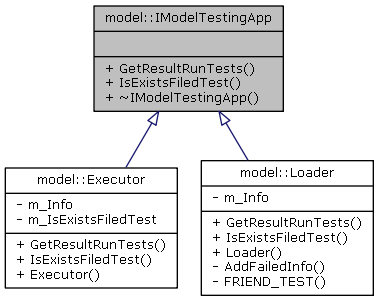 model::IModelTestingApp
+ GetResultRunTests()
+ IsExistsFiledTest()
+ ~IModelTestingApp()
model::Executor
- m_Info
- m_IsExistsFiledTest
+ GetResultRunTests()
+ IsExistsFiledTest()
+ Executor()
model::Loader
- m_Info
+ GetResultRunTests()
+ IsExistsFiledTest()
+ Loader()
- AddFailedInfo()
- FRIEND_TEST()